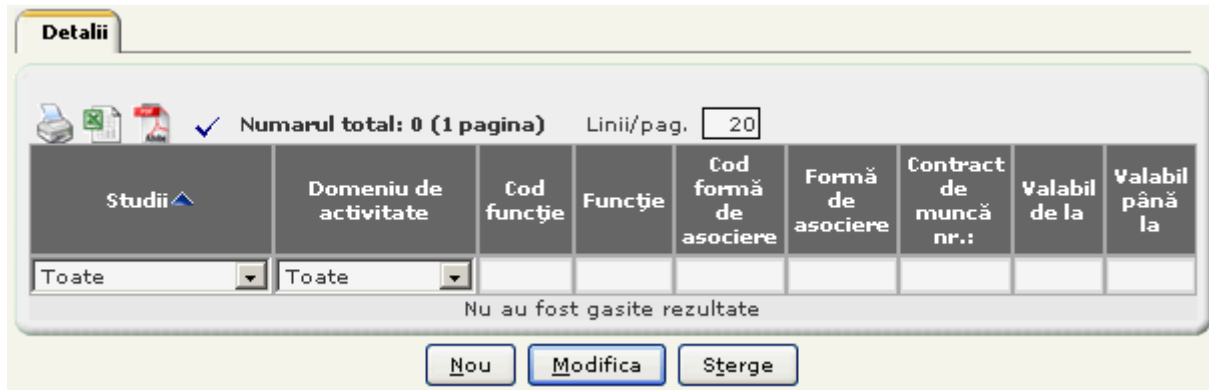 Detalii
Numarul total: 0 (1 pagina) Linii/pag. 20
Studii
Domeniu de
activitate
Cod
funcție
Funcție
Cod
formă
de
asociere
Formă
de
asociere
Contract
de
muncă
nr.:
Valabil
de la
Valabil
până
la
Toate Toate
Nu au fost gasite rezultate
Nou Modifica Sterge